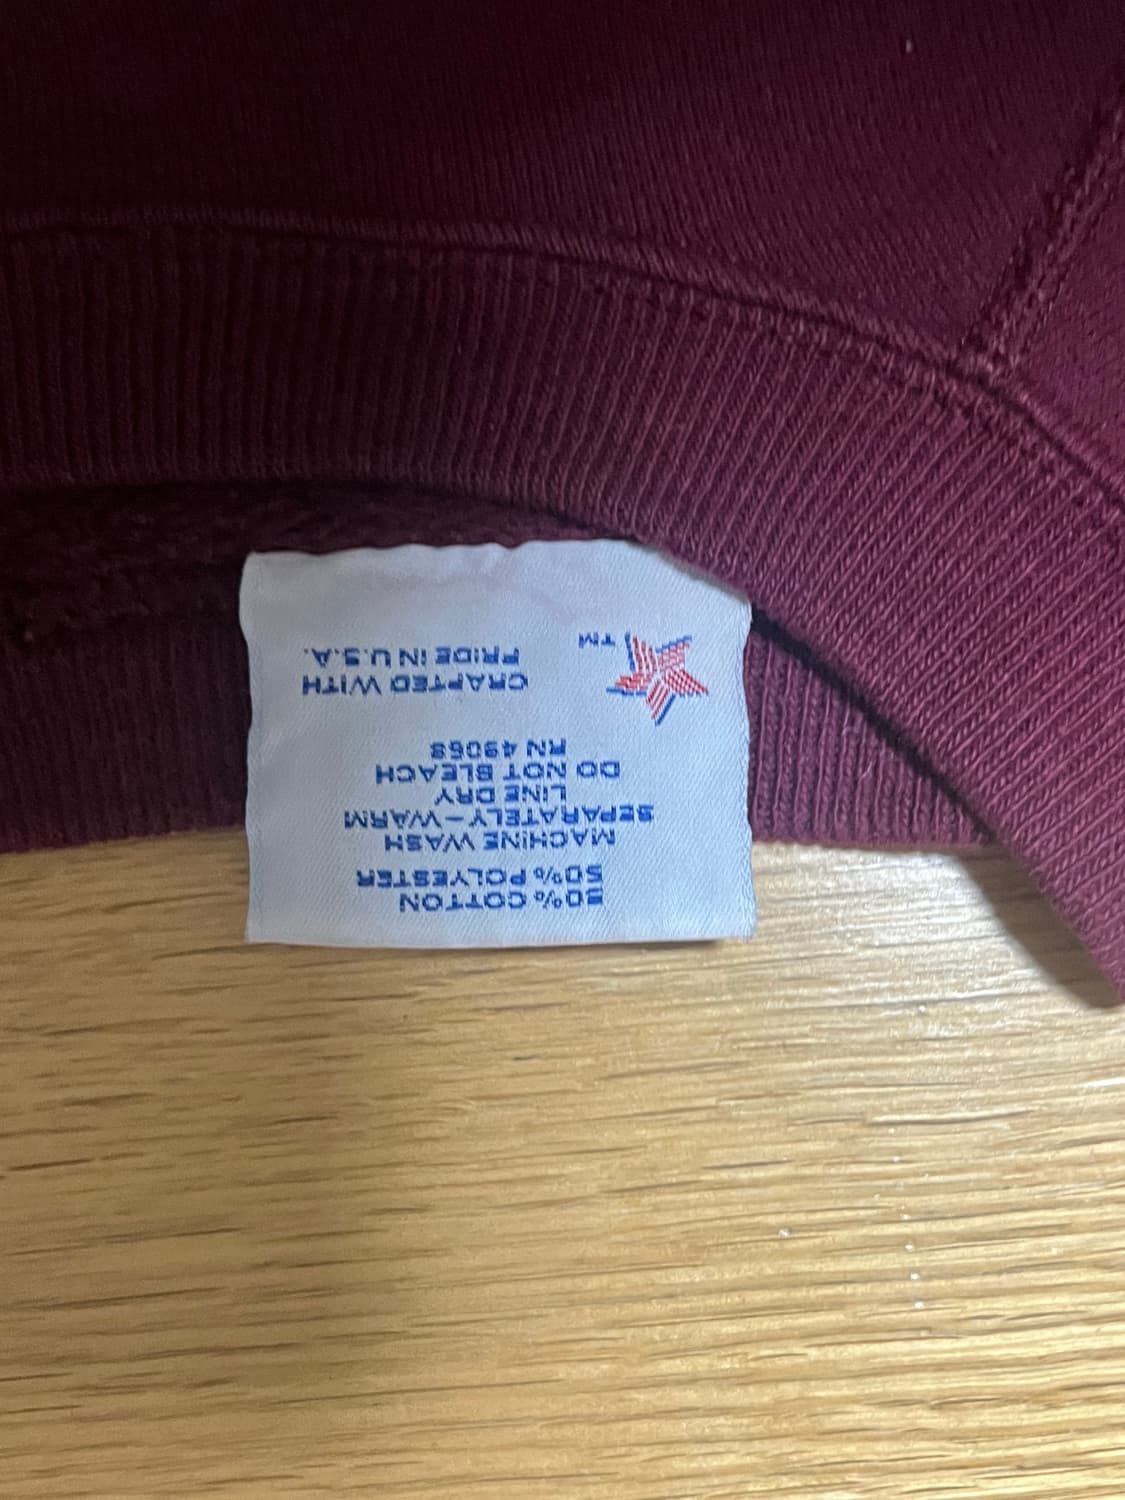 50% COTTON
50% POLYESTER
MACHINE WASH
SEPARATELY-WARM
LINE DRY
DO NOT BLEACH
RN
CRAFTED WITH
PRIDE IN U.S.A.
TM